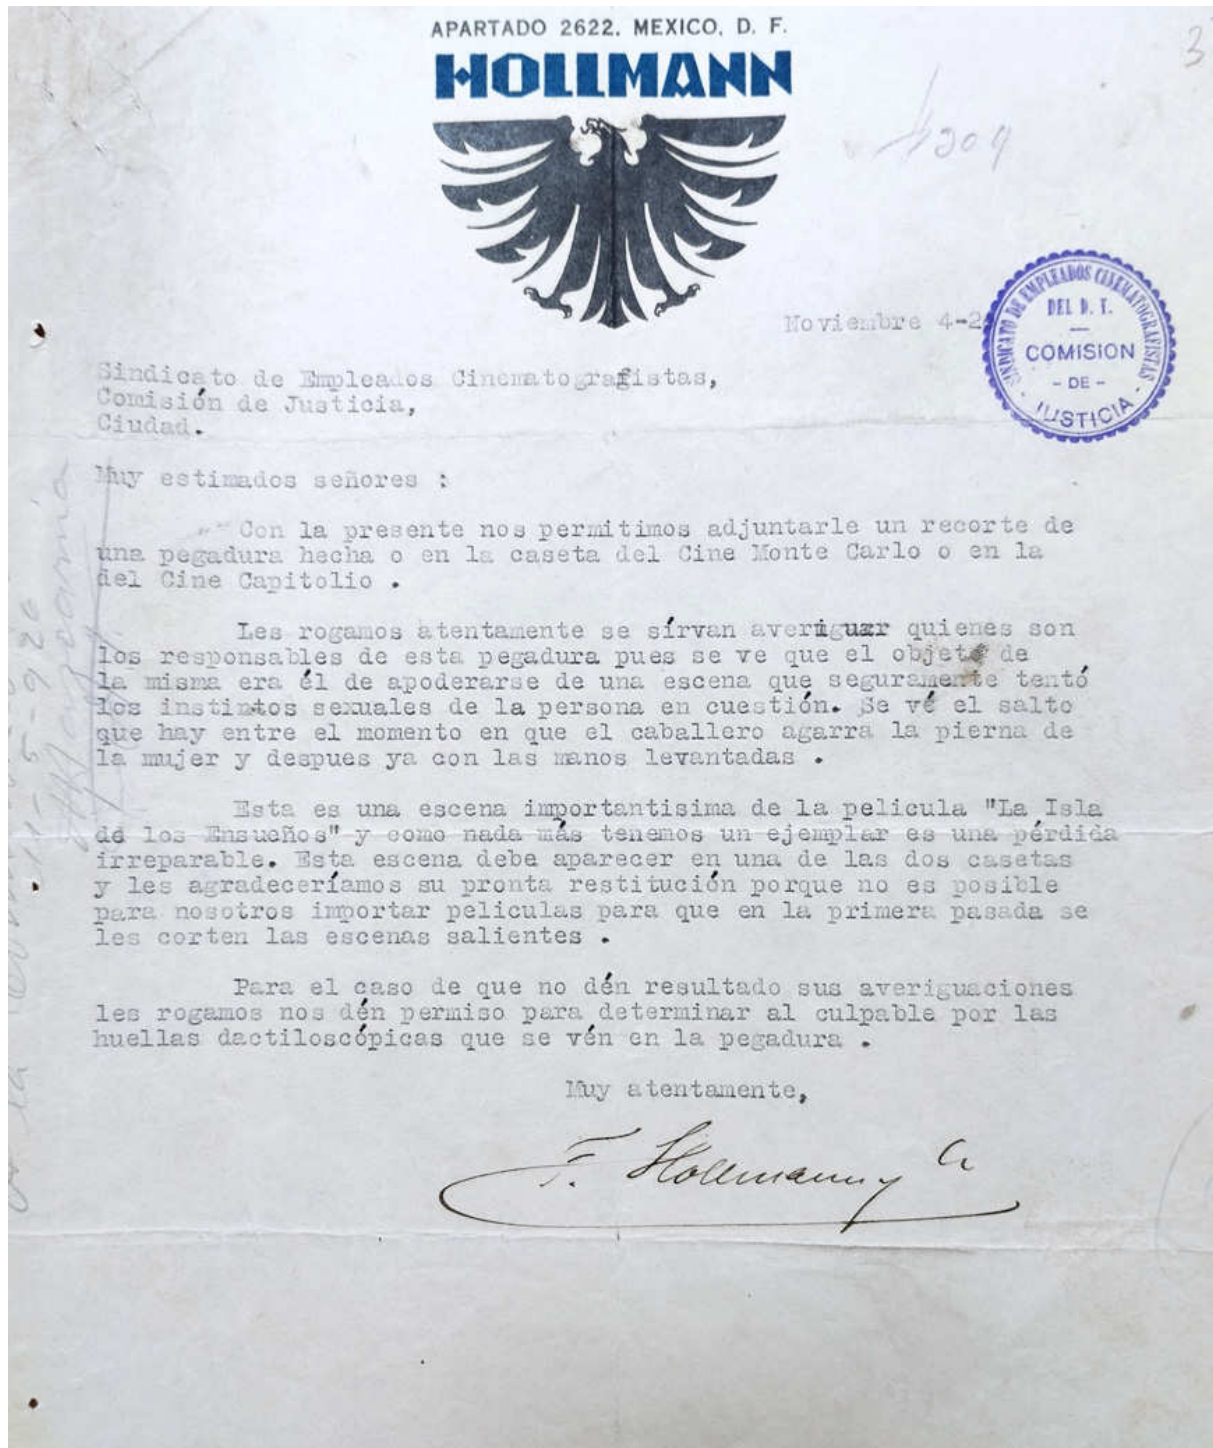 APARTADO 2622. MEXICO, D. F.
HOLLMANN
3
209
Noviembre 4-2
SINDICATO DE EMPLEADOS CINEMATOGRAFISTAS
DEL D. F.
COMISION
- DE -
JUSTICIA
Sindicato de Empleados Cinematografistas,
Comisión de Justicia,
Ciudad.
Muy estimados señores :
Con la presente nos permitimos adjuntarle un recorte de
una pegadura hecha o en la caseta del Cine Monte Carlo o en la
del Cine Capitolio .
Les rogamos atentamente se sírvan averiguar quienes son
los responsables de esta pegadura pues se ve que el objeto de
la misma era él de apoderarse de una escena que seguramente tentó
los instintos sexuales de la persona en cuestión. Se vé el salto
que hay entre el momento en que el caballero agarra la pierna de
la mujer y despues ya con las manos levantadas .
Esta es una escena importantisima de la pelicula "La Isla
de los Ensueños" y como nada más tenemos un ejemplar es una pérdida
irreparable. Esta escena debe aparecer en una de las dos casetas
y les agradeceríamos su pronta restitución porque no es posible
para nosotros importar peliculas para que en la primera pasada se
les corten las escenas salientes .
Para el caso de que no dén resultado sus averiguaciones
les rogamos nos dén permiso para determinar al culpable por las
huellas dactiloscópicas que se vén en la pegadura .
Muy atentamente,
F. Hollmann y Cía
11-5-926